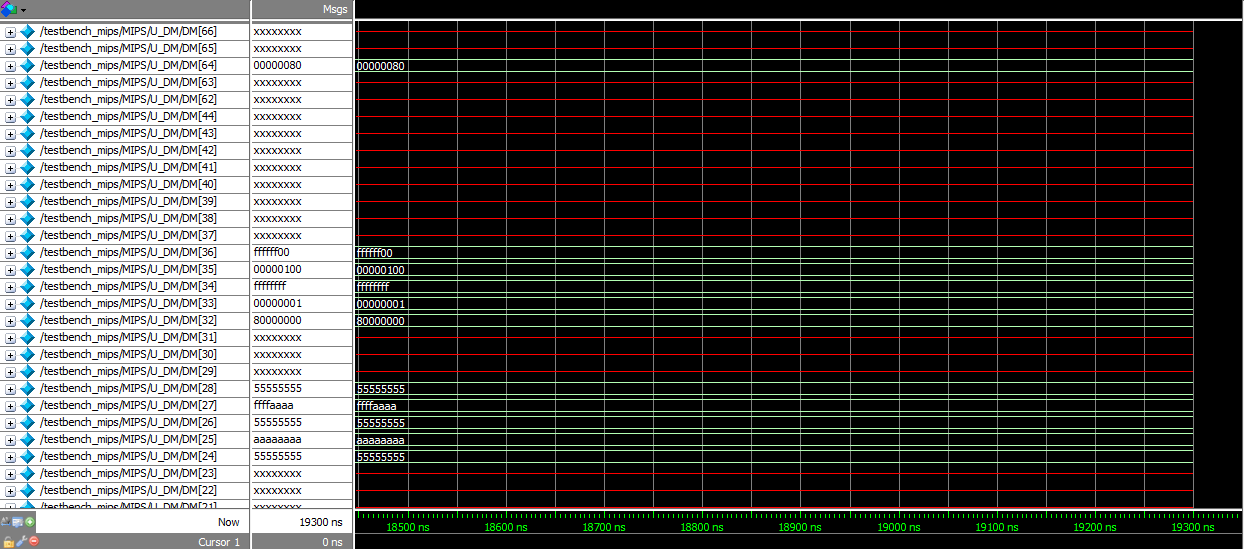 Msgs
/testbench_mips/MIPS/U_DM/DM[66] xxxxxxxx
/testbench_mips/MIPS/U_DM/DM[65] xxxxxxxx
/testbench_mips/MIPS/U_DM/DM[64] 00000080 00000080
/testbench_mips/MIPS/U_DM/DM[63] xxxxxxxx
/testbench_mips/MIPS/U_DM/DM[62] xxxxxxxx
/testbench_mips/MIPS/U_DM/DM[44] xxxxxxxx
/testbench_mips/MIPS/U_DM/DM[43] xxxxxxxx
/testbench_mips/MIPS/U_DM/DM[42] xxxxxxxx
/testbench_mips/MIPS/U_DM/DM[41] xxxxxxxx
/testbench_mips/MIPS/U_DM/DM[40] xxxxxxxx
/testbench_mips/MIPS/U_DM/DM[39] xxxxxxxx
/testbench_mips/MIPS/U_DM/DM[38] xxxxxxxx
/testbench_mips/MIPS/U_DM/DM[37] xxxxxxxx
/testbench_mips/MIPS/U_DM/DM[36] ffffff00 ffffff00
/testbench_mips/MIPS/U_DM/DM[35] 00000100 00000100
/testbench_mips/MIPS/U_DM/DM[34] ffffffff ffffffff
/testbench_mips/MIPS/U_DM/DM[33] 00000001 00000001
/testbench_mips/MIPS/U_DM/DM[32] 80000000 80000000
/testbench_mips/MIPS/U_DM/DM[31] xxxxxxxx
/testbench_mips/MIPS/U_DM/DM[30] xxxxxxxx
/testbench_mips/MIPS/U_DM/DM[29] xxxxxxxx
/testbench_mips/MIPS/U_DM/DM[28] 55555555 55555555
/testbench_mips/MIPS/U_DM/DM[27] ffffaaaa ffffaaaa
/testbench_mips/MIPS/U_DM/DM[26] 55555555 55555555
/testbench_mips/MIPS/U_DM/DM[25] aaaaaaaa aaaaaaaa
/testbench_mips/MIPS/U_DM/DM[24] 55555555 55555555
/testbench_mips/MIPS/U_DM/DM[23] xxxxxxxx
/testbench_mips/MIPS/U_DM/DM[22] xxxxxxxx
/testbench_mips/MIPS/U_DM/DM[21] xxxxxxxx
Now 19300 ns 18500 ns 18600 ns 18700 ns 18800 ns 18900 ns 19000 ns 19100 ns 19200 ns 19300 ns
Cursor 1 0 ns